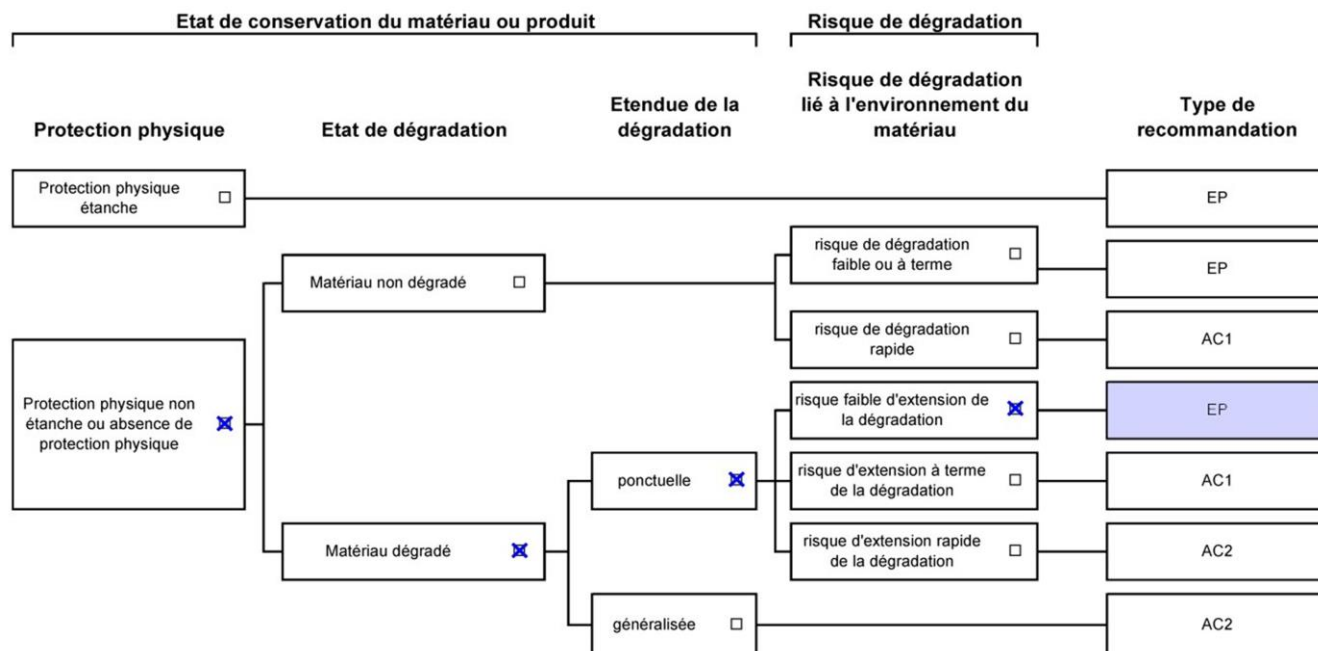 Etat de conservation du matériau ou produit
Risque de dégradation
Protection physique
Etat de dégradation
Etendue de la
dégradation
Risque de dégradation
lié à l'environnement du
matériau
Type de
recommandation
Protection physique
étanche
EP
Matériau non dégradé
risque de dégradation
faible ou à terme
EP
risque de dégradation
rapide
AC1
Protection physique non
étanche ou absence de
protection physique
risque faible d'extension de
la dégradation
EP
ponctuelle
risque d'extension à terme
de la dégradation
AC1
Matériau dégradé
risque d'extension rapide
de la dégradation
AC2
généralisée
AC2